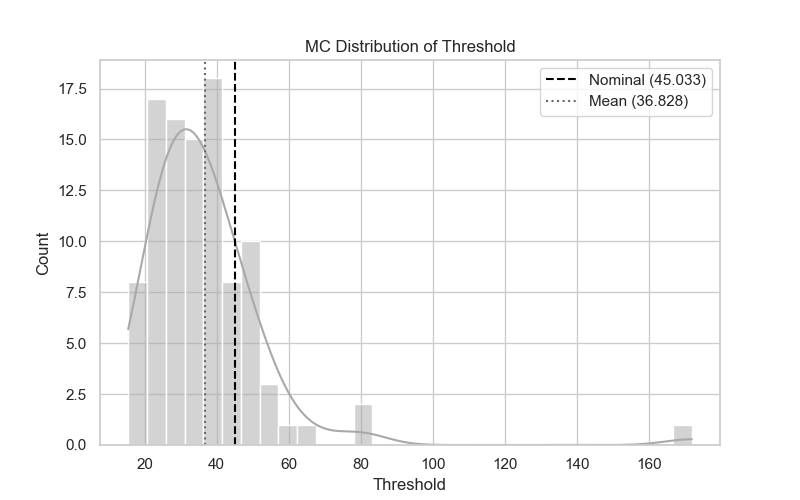 MC Distribution of Threshold
Nominal (45.033)
Mean (36.828)
17.5
15.0
12.5
10.0
7.5
5.0
2.5
0.0
Count
20 40 60 80 100 120 140 160
Threshold